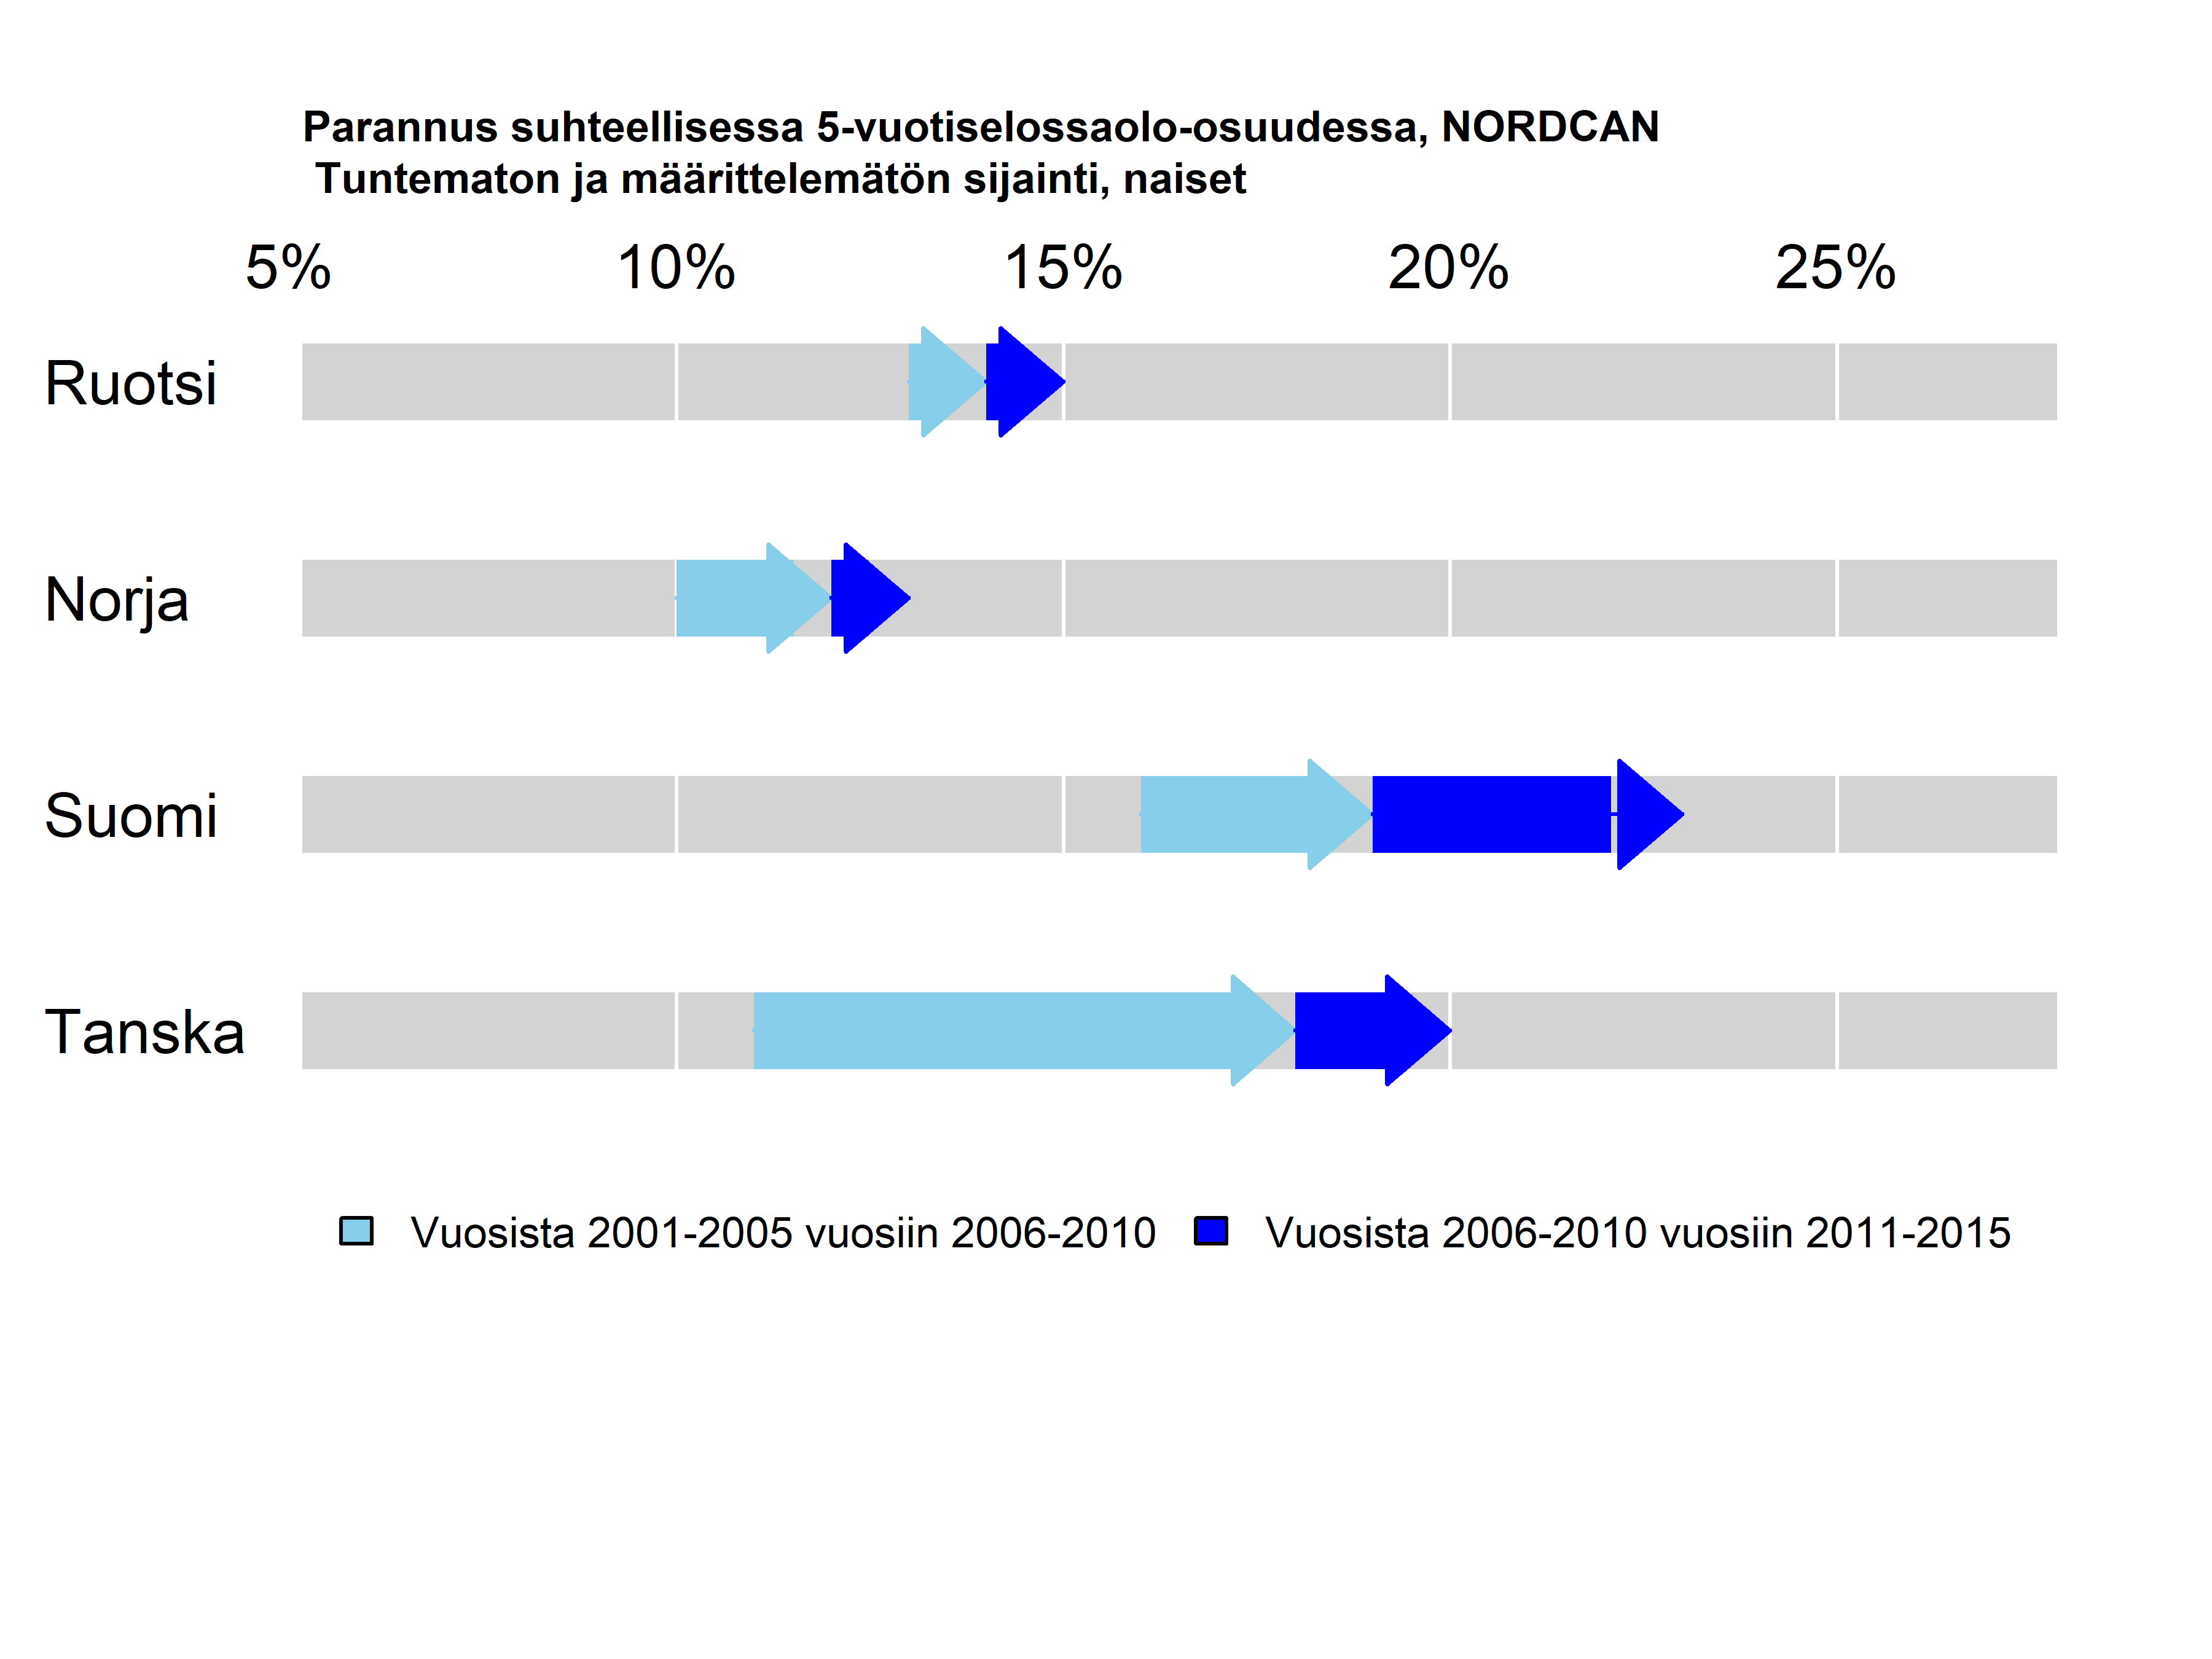 Parannus suhteellisessa 5-vuotiselossaolo-osuudessa, NORDCAN
Tuntematon ja määrittelemätön sijainti, naiset
5% 10% 15% 20% 25%
Ruotsi
Norja
Suomi
Tanska
Vuosista 2001-2005 vuosiin 2006-2010 Vuosista 2006-2010 vuosiin 2011-2015